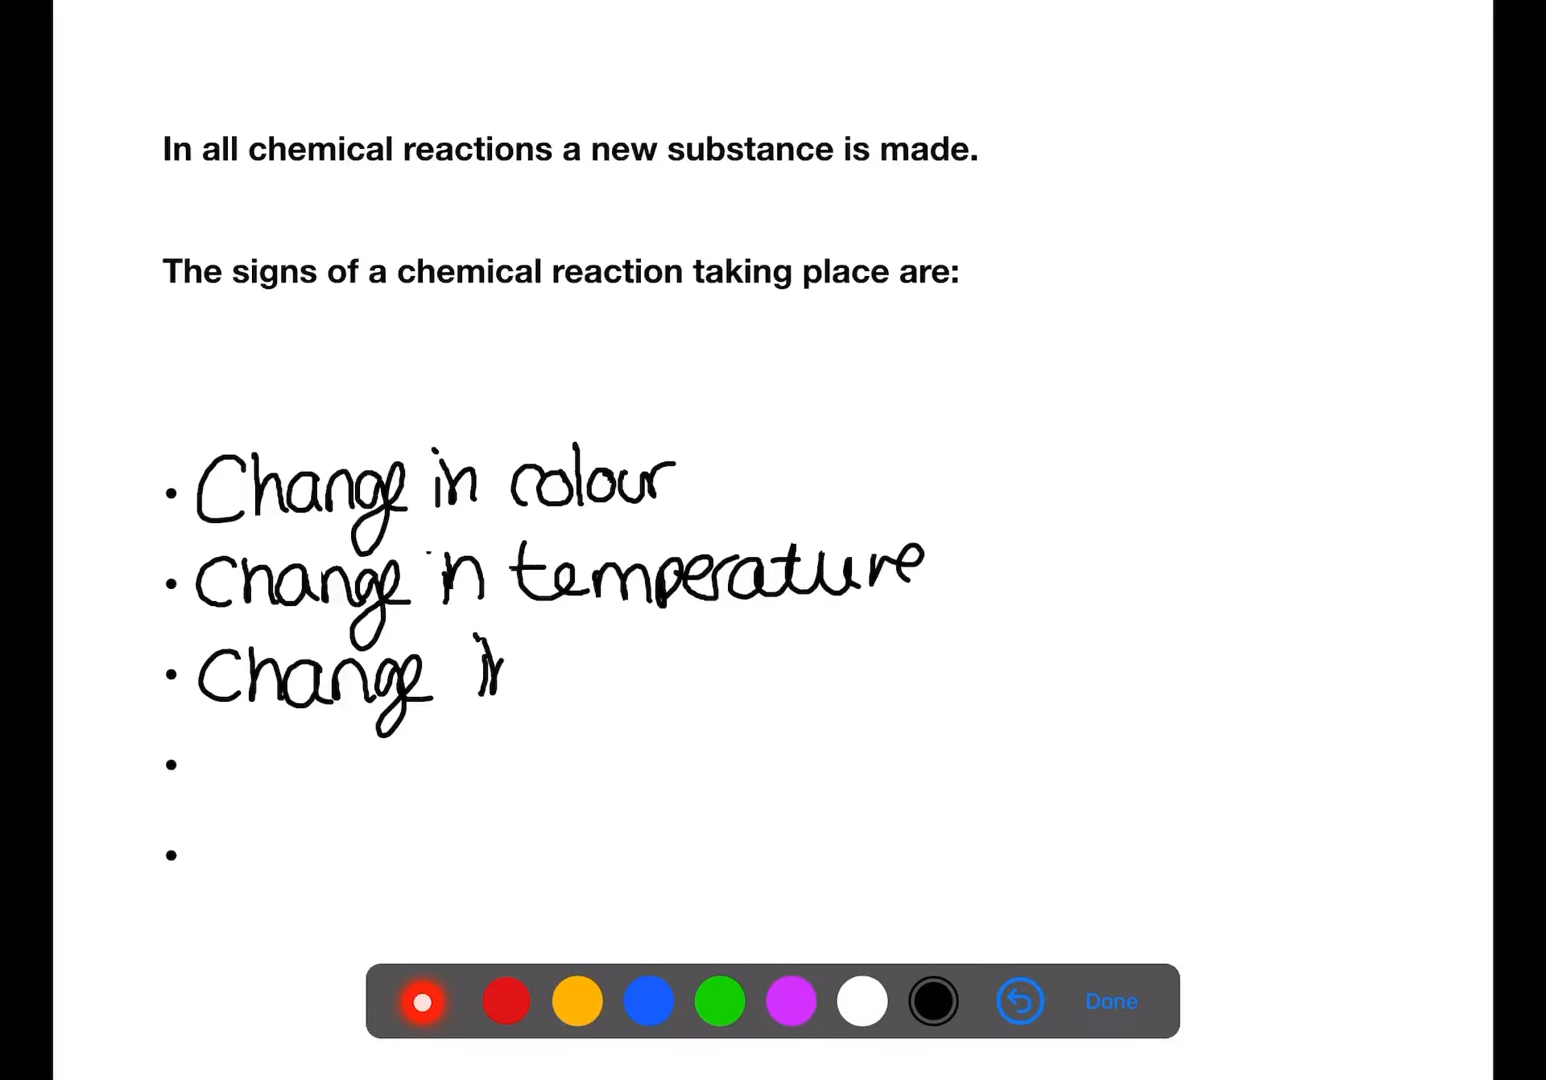 In all chemical reactions a new substance is made.
The signs of a chemical reaction taking place are:
• Change in colour
• Change in temperature
• Change in
•
•
Done